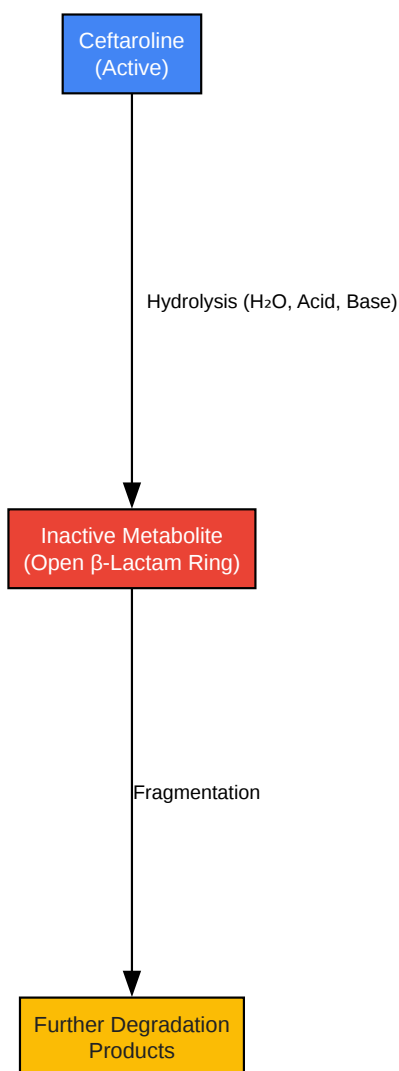 Ceftaroline
(Active)
Hydrolysis (H₂O, Acid, Base)
Inactive Metabolite
(Open β-Lactam Ring)
Fragmentation
Further Degradation
Products